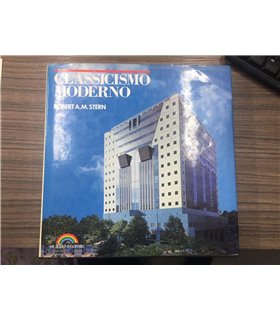 CLASSICISMO
MODERNO
ROBERT A.M. STERN